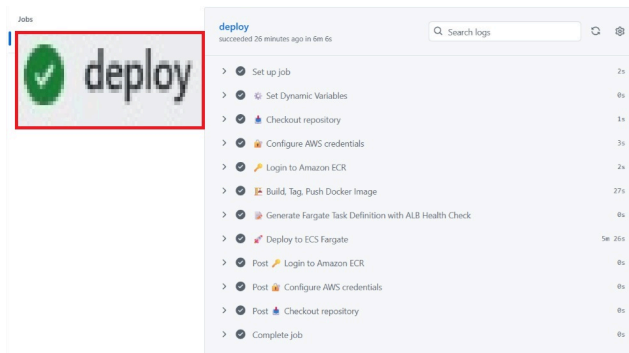 Jobs
deploy
deploy
succeeded 26 minutes ago in 6m 6s
Search logs
Set up job 2s
Set Dynamic Variables 0s
Checkout repository 1s
Configure AWS credentials 3s
Login to Amazon ECR 2s
Build, Tag, Push Docker Image 27s
Generate Fargate Task Definition with ALB Health Check 0s
Deploy to ECS Fargate 5m 26s
Post Login to Amazon ECR 0s
Post Configure AWS credentials 0s
Post Checkout repository 0s
Complete job 0s